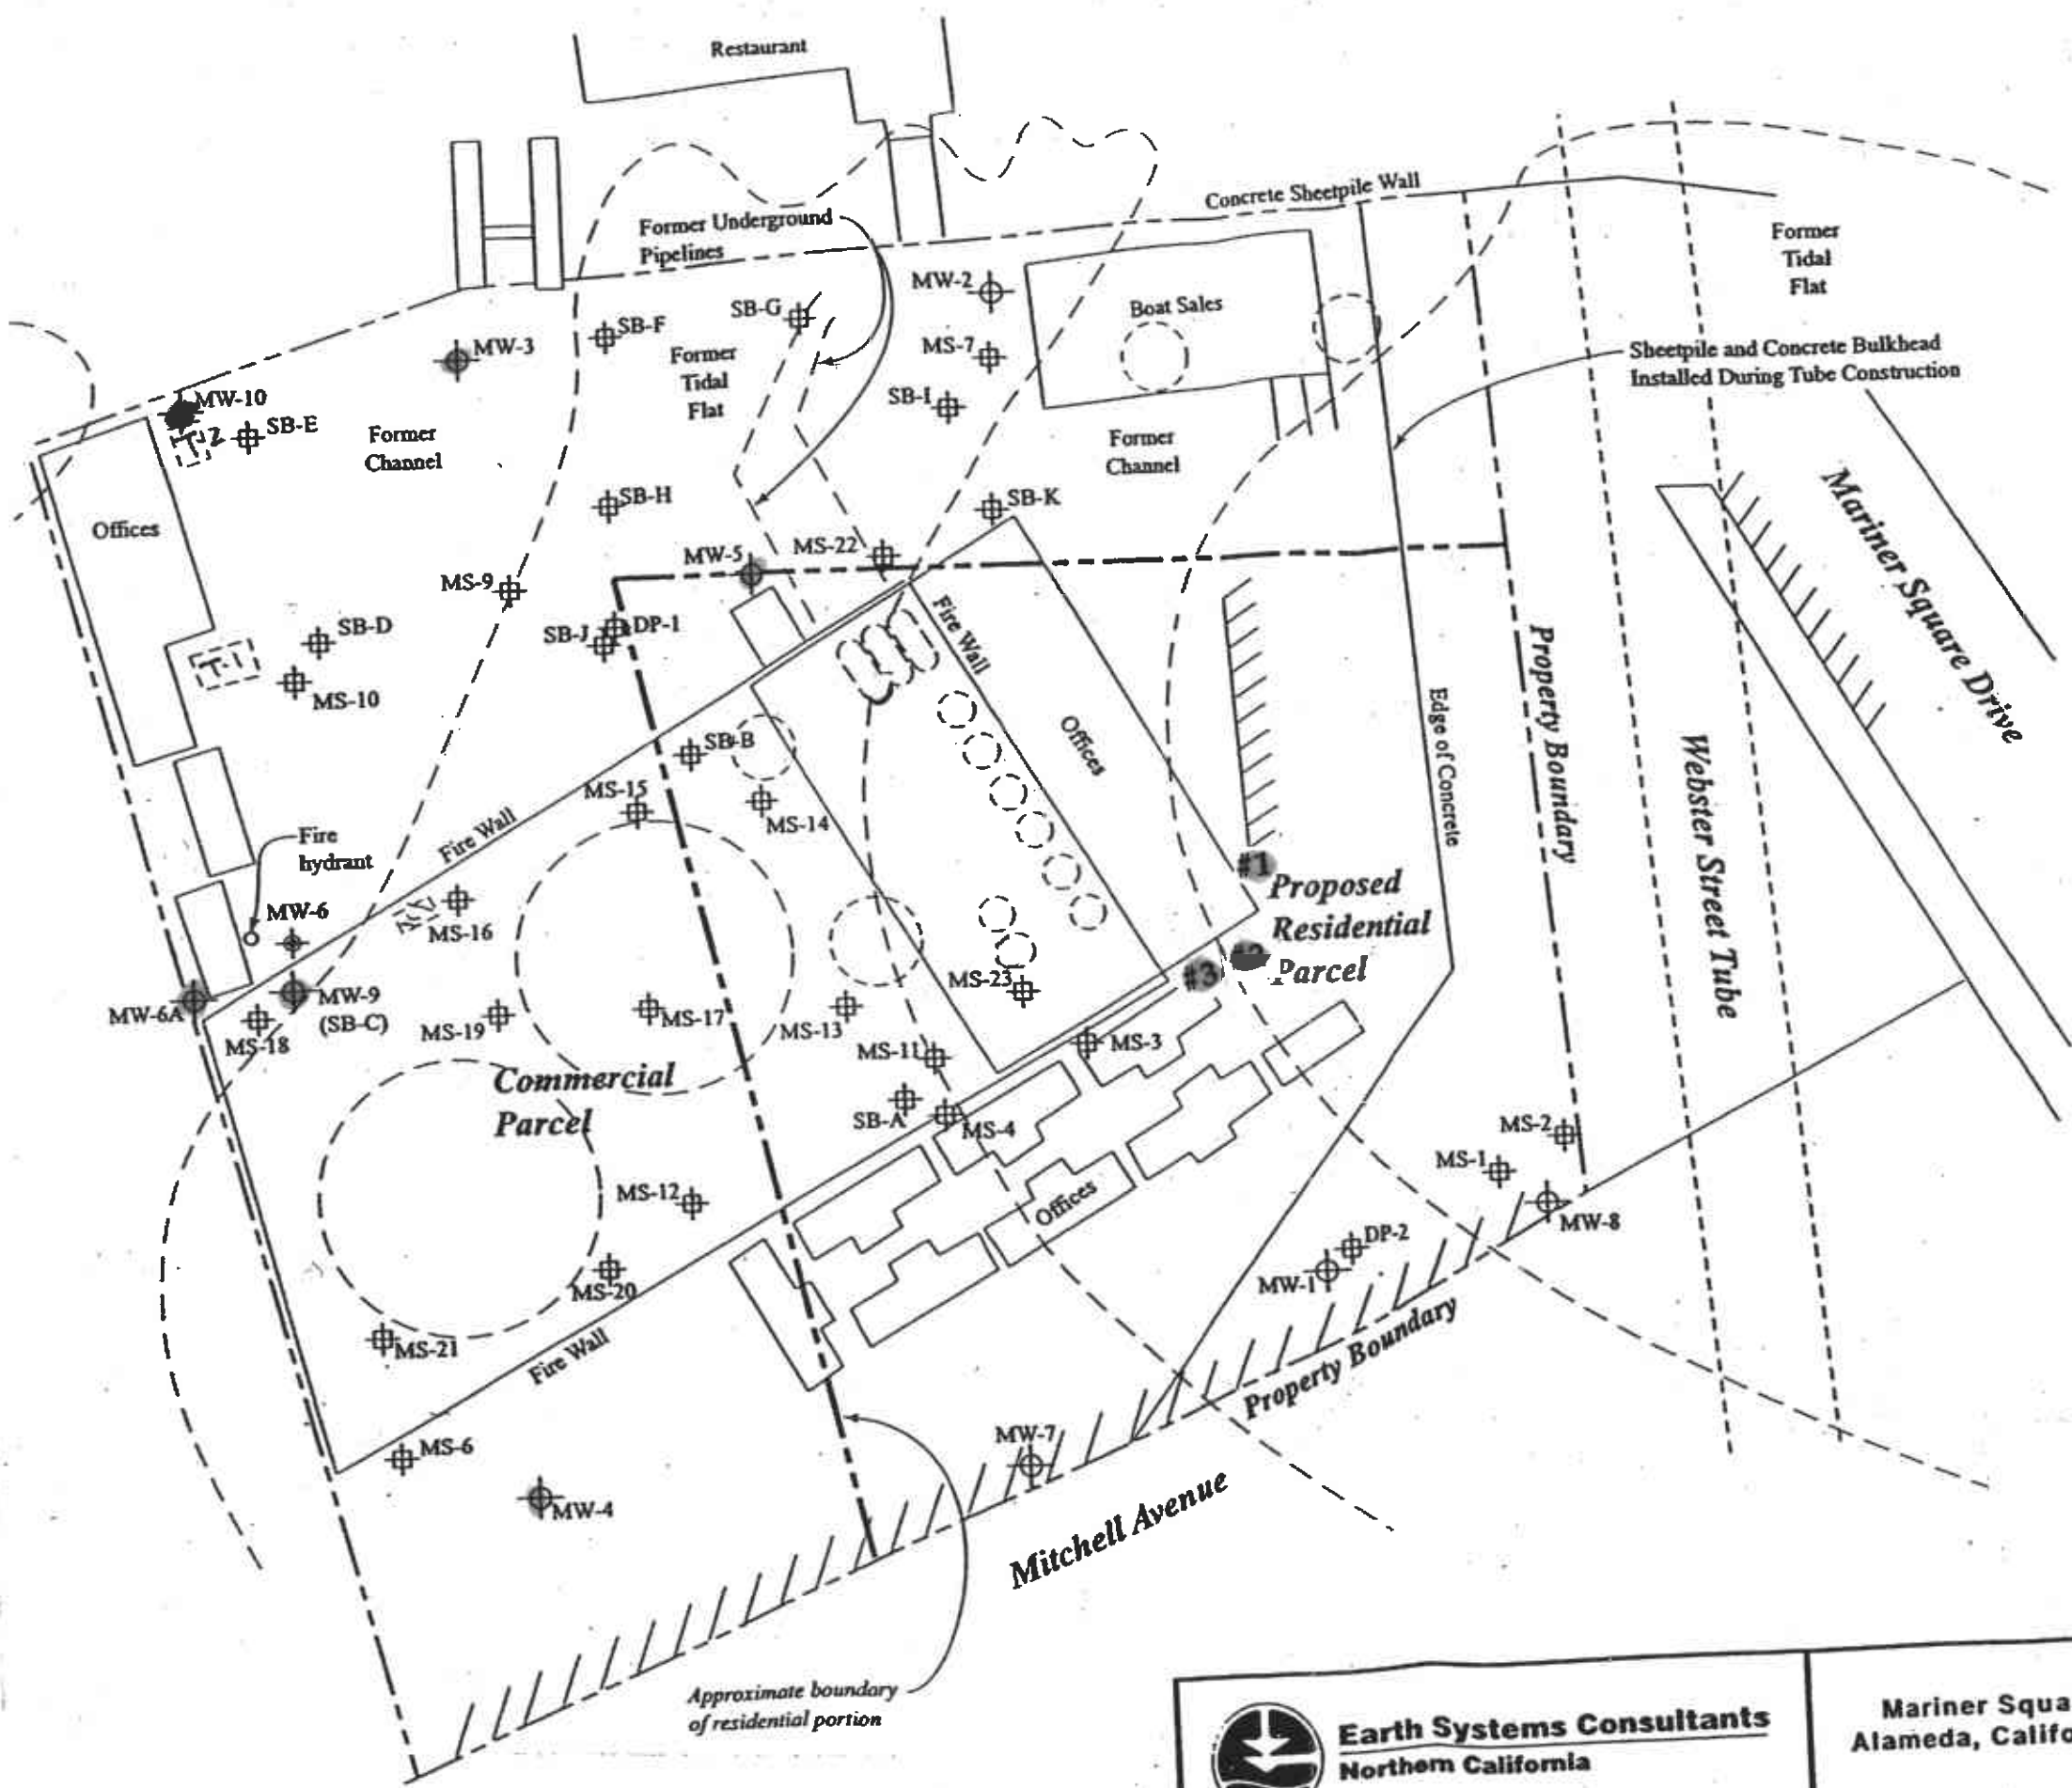 Restaurant
Concrete Sheetpile Wall
Former Underground
Pipelines
Former
Tidal
Flat
MW-2
SB-G
SB-F
Boat Sales
MW-3
MS-7
Former
Tidal
Flat
Sheetpile and Concrete Bulkhead
Installed During Tube Construction
MW-10
SB-I
T-2
SB-E
Former
Channel
Former
Channel
Offices
SB-H
SB-K
Mariner Square Drive
MW-5
MS-22
MS-9
Fire Wall
SB-D
SB-J
DP-1
T-1
MS-10
Property Boundary
Edge of Concrete
Offices
SB-B
Webster Street Tube
MS-15
MS-14
Fire Wall
Fire
hydrant
#1
Proposed
Residential
Parcel
MW-6
MS-16
#3
MS-23
MW-9
(SB-C)
MW-6A
MS-18
MS-19
MS-17
MS-13
MS-11
MS-3
Commercial
Parcel
SB-A
MS-4
MS-2
MS-1
MS-12
Offices
MW-8
DP-2
MW-1
MS-20
MS-21
Fire Wall
Property Boundary
MS-6
MW-7
MW-4
Mitchell Avenue
Approximate boundary
of residential portion
Earth Systems Consultants
Northern California
Mariner Squa
Alameda, Califo